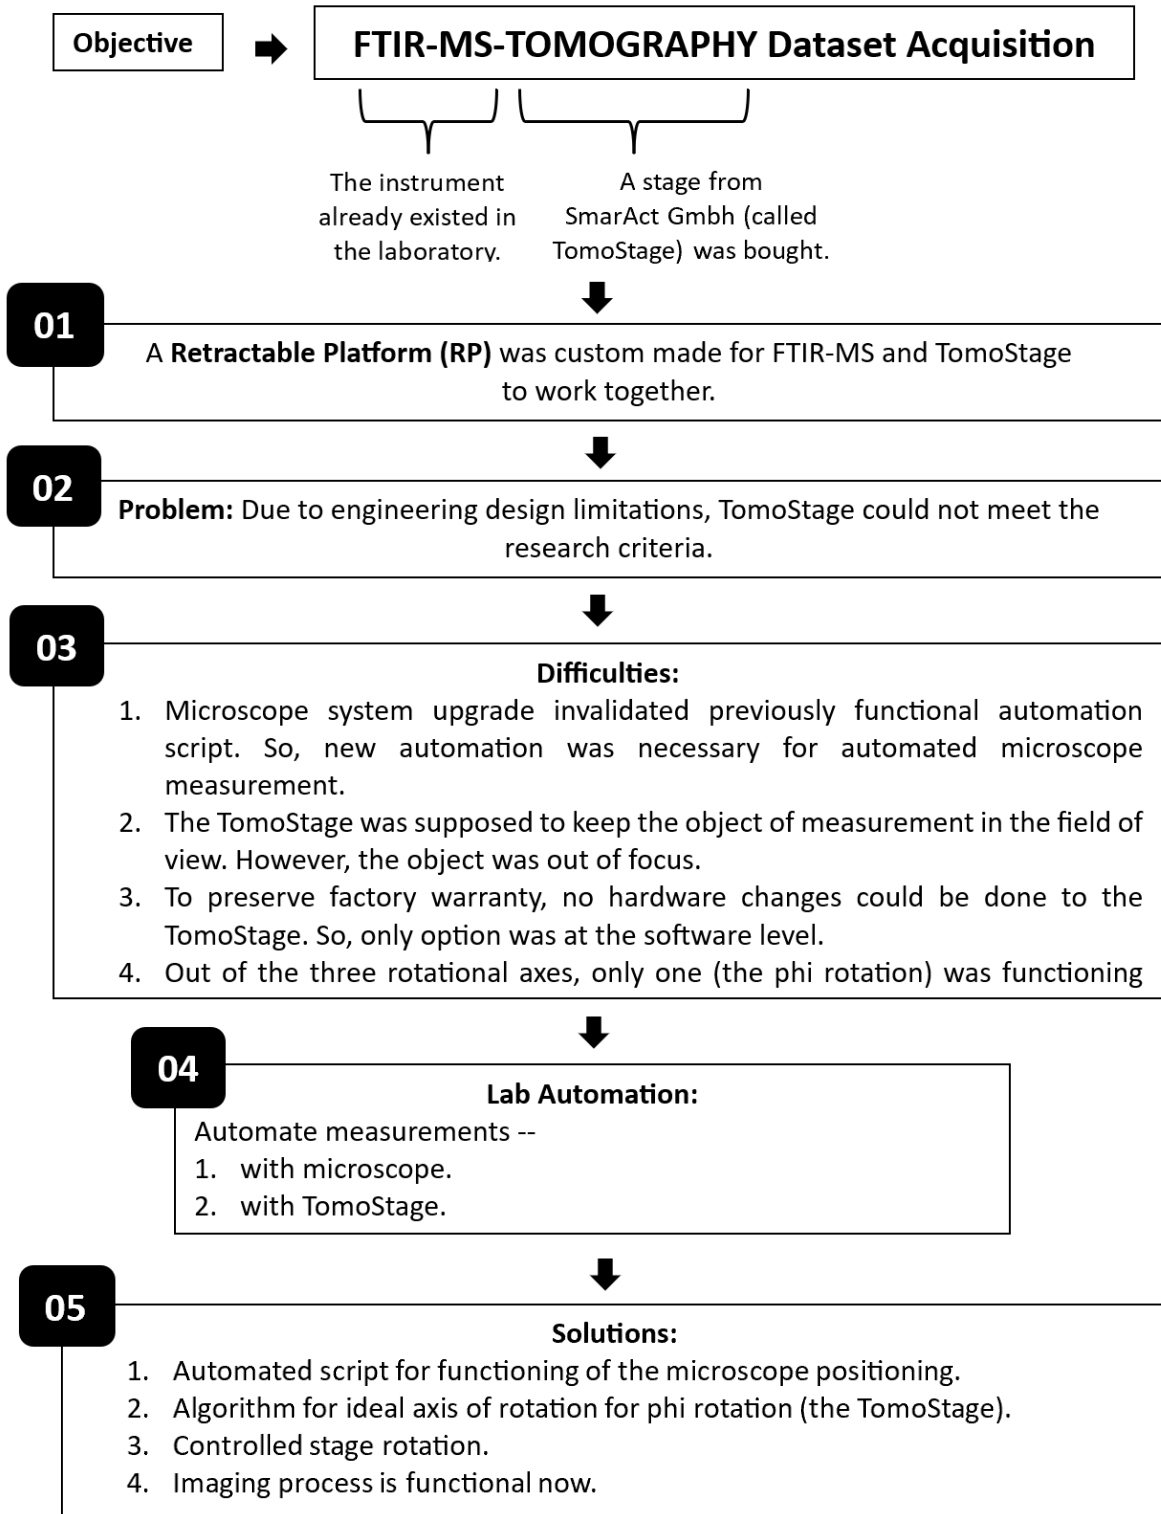 Objective
FTIR-MS-TOMOGRAPHY Dataset Acquisition
The instrument
already existed in
the laboratory.
A stage from
SmarAct Gmbh (called
TomoStage) was bought.
01
A Retractable Platform (RP) was custom made for FTIR-MS and TomoStage
to work together.
02
Problem: Due to engineering design limitations, TomoStage could not meet the
research criteria.
03
Difficulties:
1. Microscope system upgrade invalidated previously functional automation
script. So, new automation was necessary for automated microscope
measurement.
2. The TomoStage was supposed to keep the object of measurement in the field of
view. However, the object was out of focus.
3. To preserve factory warranty, no hardware changes could be done to the
TomoStage. So, only option was at the software level.
4. Out of the three rotational axes, only one (the phi rotation) was functioning
04
Lab Automation:
Automate measurements --
1. with microscope.
2. with TomoStage.
05
Solutions:
1. Automated script for functioning of the microscope positioning.
2. Algorithm for ideal axis of rotation for phi rotation (the TomoStage).
3. Controlled stage rotation.
4. Imaging process is functional now.